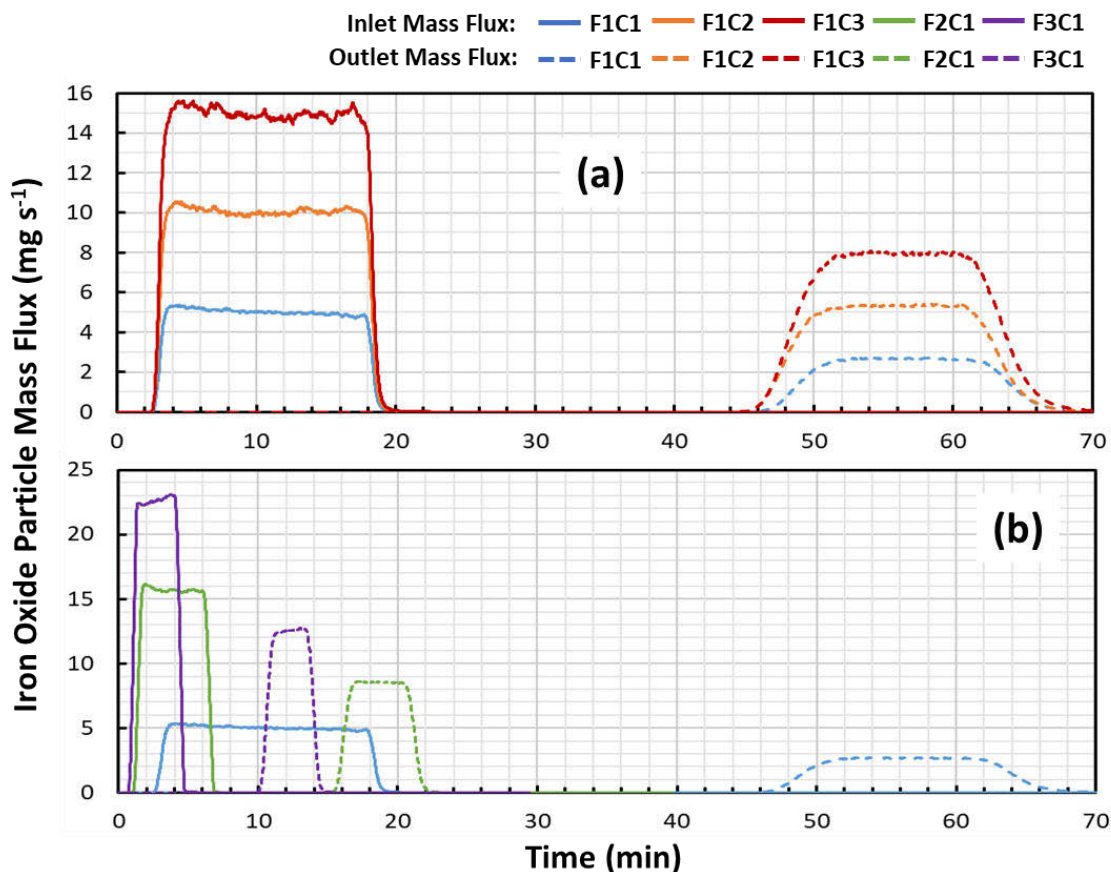 Inlet Mass Flux: F1C1 F1C2 F1C3 F2C1 F3C1
Outlet Mass Flux: F1C1 F1C2 F1C3 F2C1 F3C1
Iron Oxide Particle Mass Flux (mg s⁻¹)
16
14
12
10
8
6
4
2
0
(a)
0 10 20 30 40 50 60 70
25
20
15
10
5
0
(b)
0 10 20 30 40 50 60 70
Time (min)